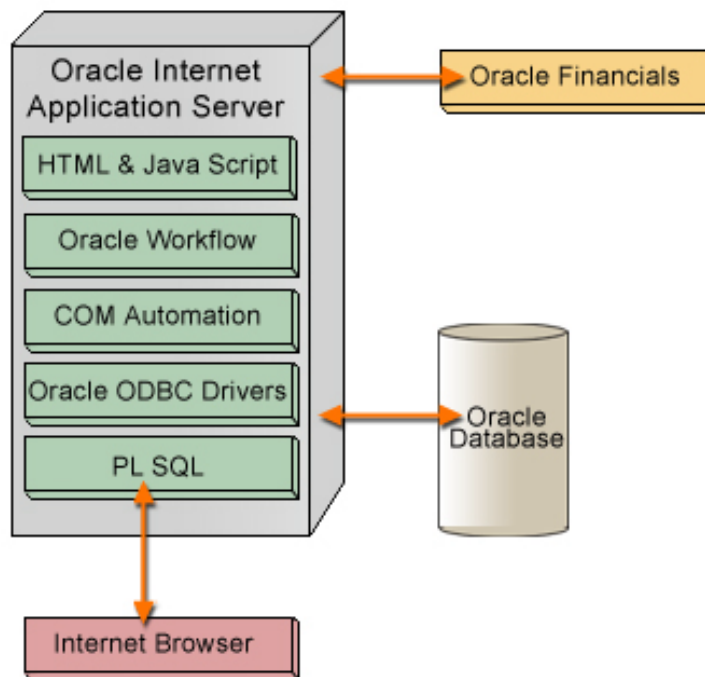 Oracle Internet
Application Server
HTML & Java Script
Oracle Workflow
COM Automation
Oracle ODBC Drivers
PL SQL
Oracle Financials
Oracle
Database
Internet Browser